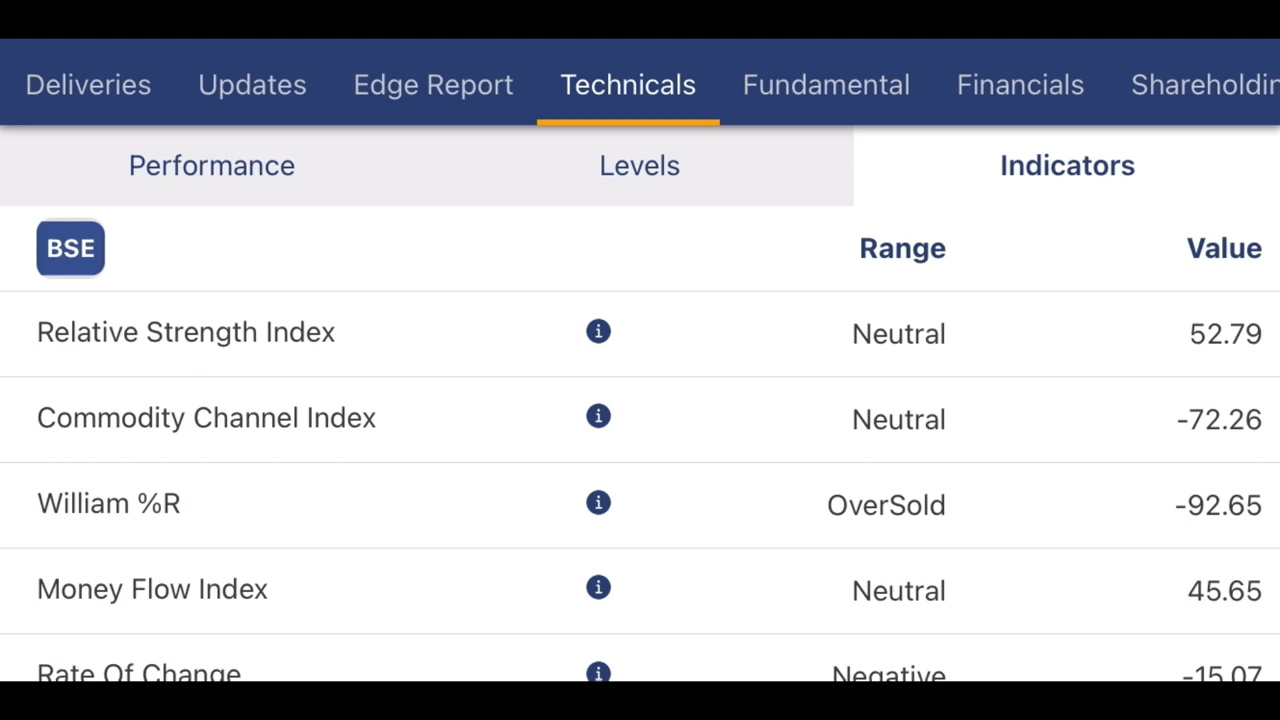 Deliveries Updates Edge Report Technicals Fundamental Financials Shareholdin
Performance Levels Indicators
BSE Range Value
Relative Strength Index Neutral 52.79
Commodity Channel Index Neutral -72.26
William %R OverSold -92.65
Money Flow Index Neutral 45.65
Rate Of Change Negative -15.07